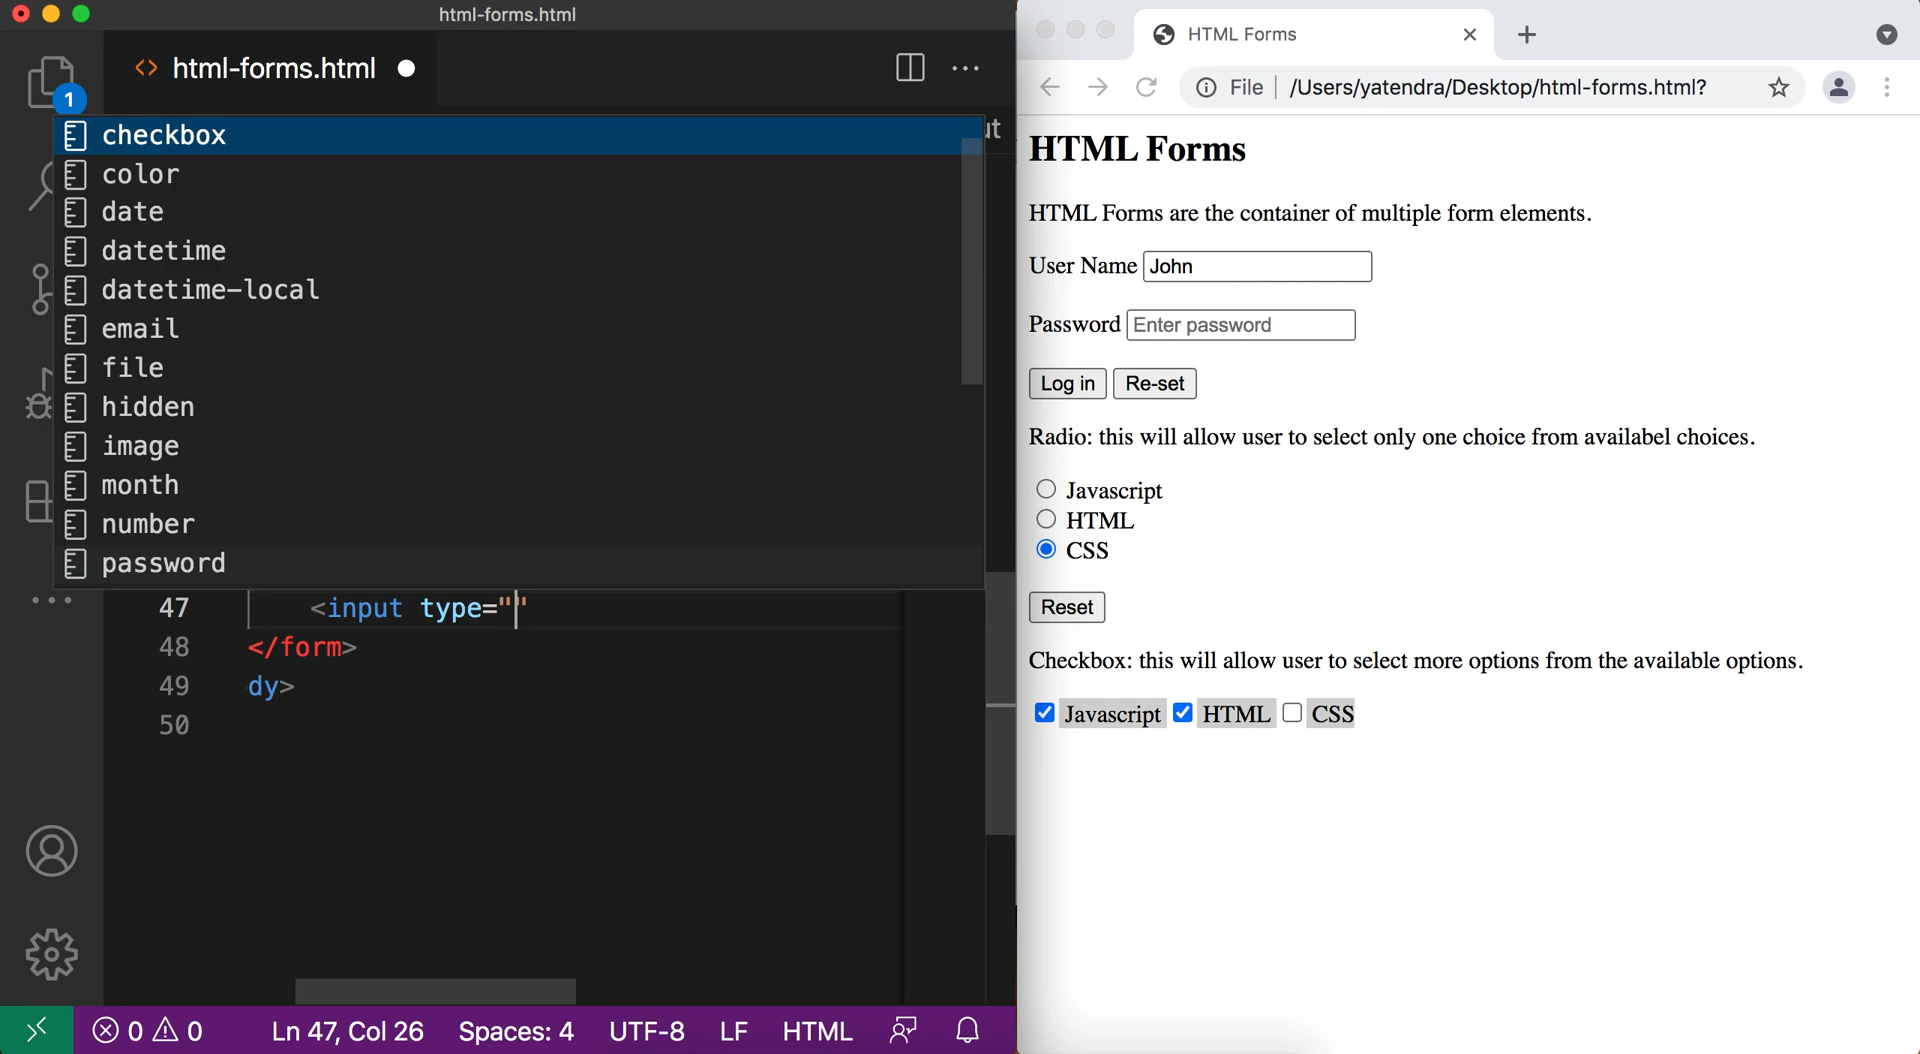 html-forms.html
html-forms.html
1
ut
checkbox
color
date
datetime
datetime-local
email
file
hidden
image
month
number
password
47 <input type=""
48 </form>
49 dy>
50
0 0 Ln 47, Col 26 Spaces: 4 UTF-8 LF HTML
HTML Forms
File /Users/yatendra/Desktop/html-forms.html?
HTML Forms
HTML Forms are the container of multiple form elements.
User Name John
Password Enter password
Log in Re-set
Radio: this will allow user to select only one choice from availabel choices.
Javascript
HTML
CSS
Reset
Checkbox: this will allow user to select more options from the available options.
Javascript HTML CSS